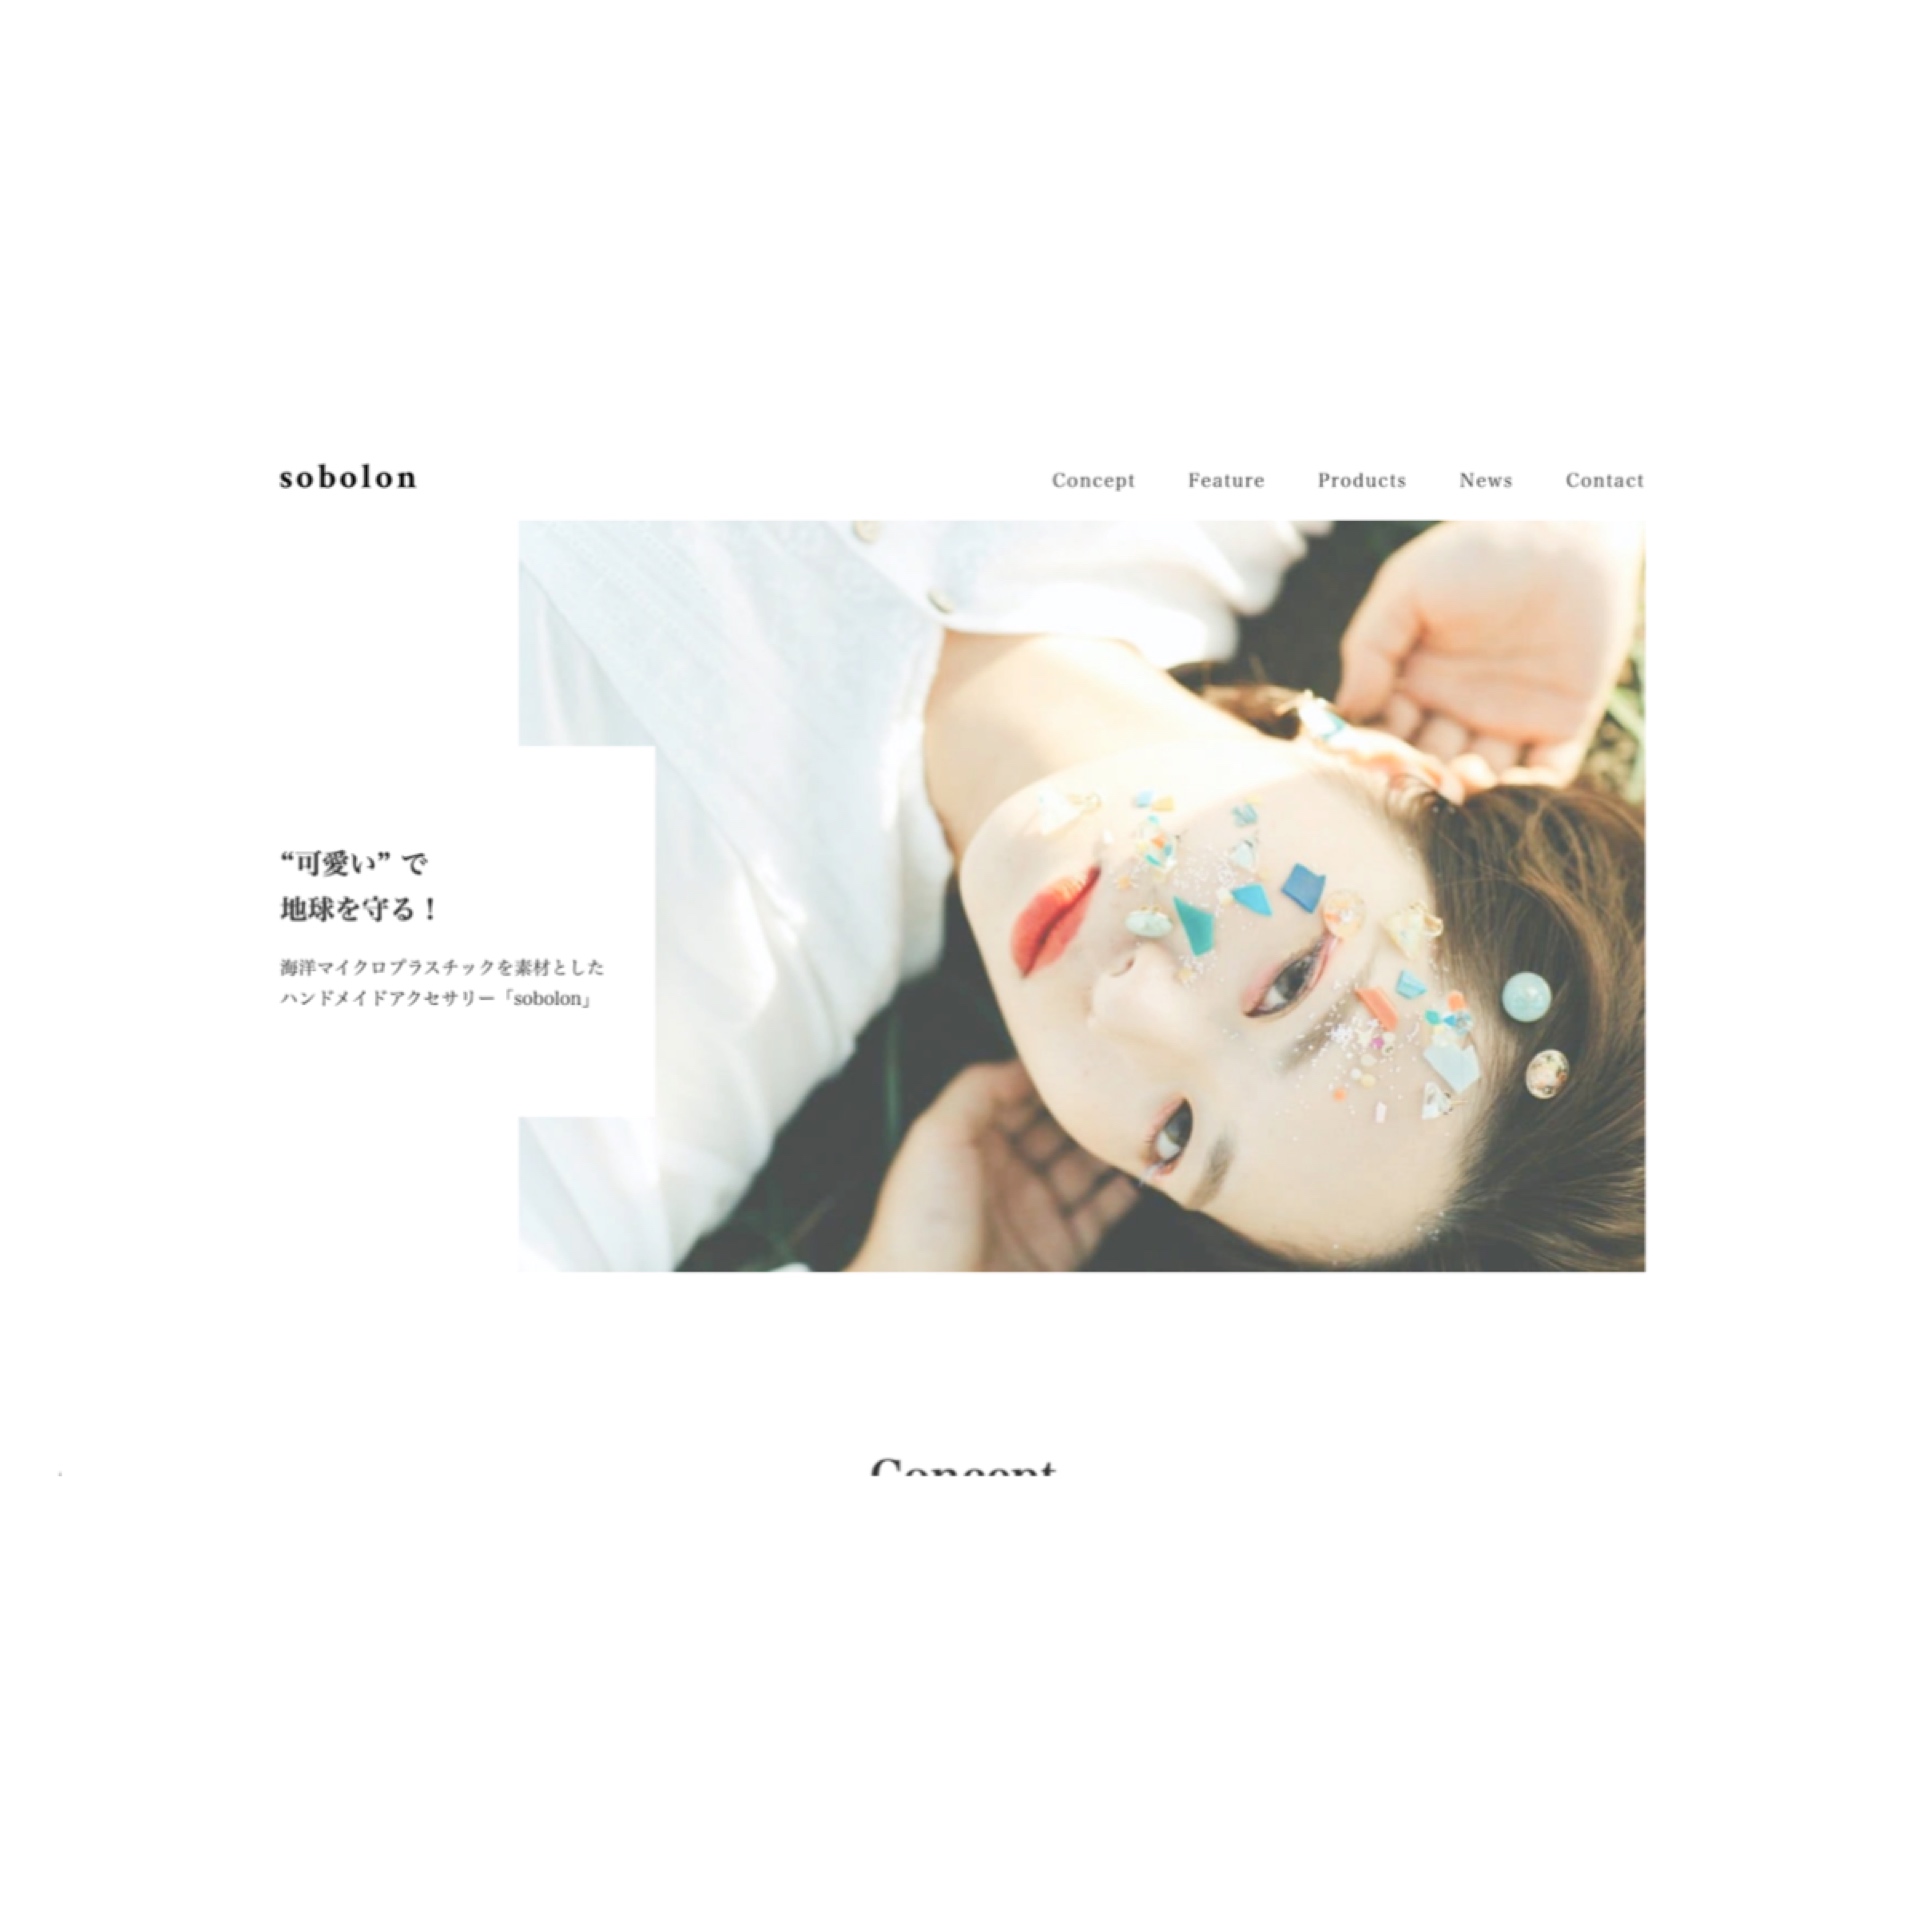 sobolon
Concept Feature Products News Contact
“可愛い” で
地球を守る！
海洋マイクロプラスチックを素材とした
ハンドメイドアクセサリー「sobolon」
Concept